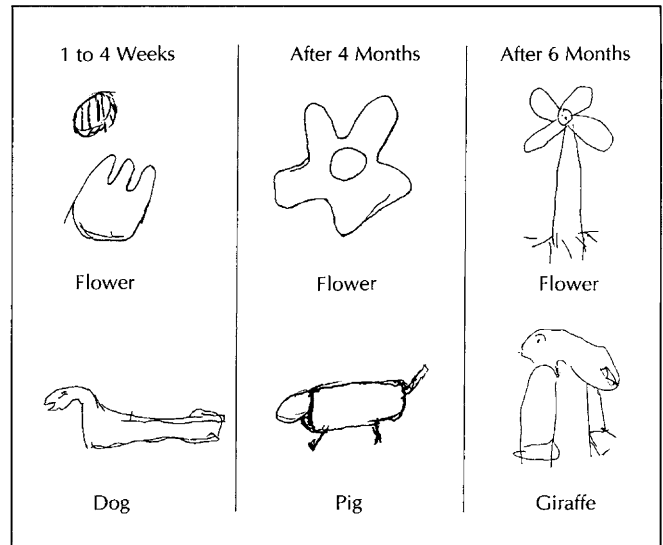 1 to 4 Weeks
After 4 Months
After 6 Months
Flower
Flower
Flower
Dog
Pig
Giraffe